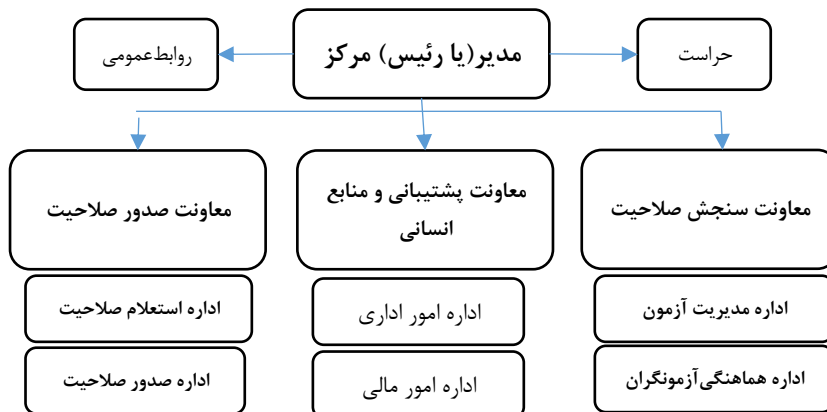 حراست
مدیر(یا رئیس) مرکز
روابط‌عمومی
معاونت سنجش صلاحیت
معاونت پشتیبانی و منابع
انسانی
معاونت صدور صلاحیت
اداره مدیریت آزمون
اداره امور اداری
اداره استعلام صلاحیت
اداره هماهنگی‌آزمونگران
اداره امور مالی
اداره صدور صلاحیت